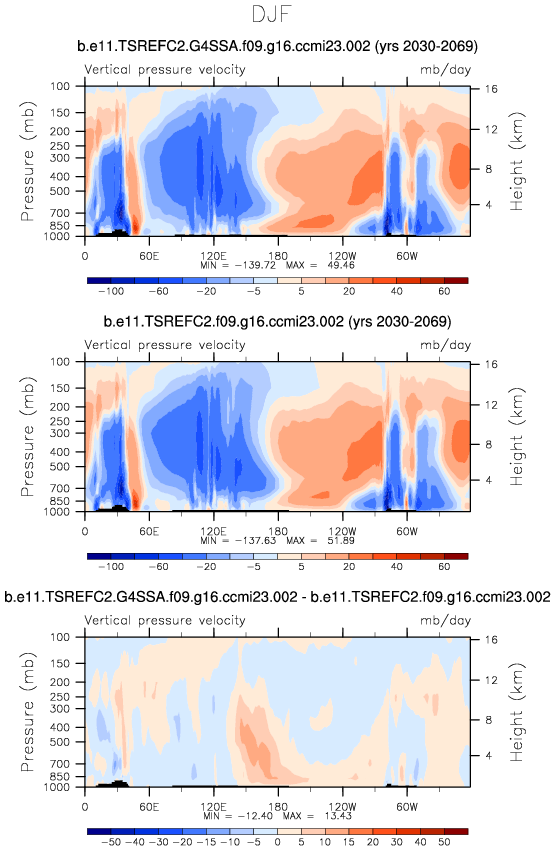 DJF
b.e11.TSREFC2.G4SSA.f09.g16.ccmi23.002 (yrs 2030-2069)
Vertical pressure velocity mb/day
Pressure (mb)
100
150
200
250
300
400
500
700
850
1000
16
12
8
4
Height (km)
0 60E 120E 180 120W 60W
MIN = -139.72 MAX = 49.46
-100 -60 -20 -5 5 20 40 60
b.e11.TSREFC2.f09.g16.ccmi23.002 (yrs 2030-2069)
Vertical pressure velocity mb/day
Pressure (mb)
100
150
200
250
300
400
500
700
850
1000
16
12
8
4
Height (km)
0 60E 120E 180 120W 60W
MIN = -137.63 MAX = 51.89
-100 -60 -20 -5 5 20 40 60
b.e11.TSREFC2.G4SSA.f09.g16.ccmi23.002 - b.e11.TSREFC2.f09.g16.ccmi23.002
Vertical pressure velocity mb/day
Pressure (mb)
100
150
200
250
300
400
500
700
850
1000
16
12
8
4
Height (km)
0 60E 120E 180 120W 60W
MIN = -12.40 MAX = 13.43
-50 -40 -30 -20 -15 -10 -5 0 5 10 15 20 30 40 50